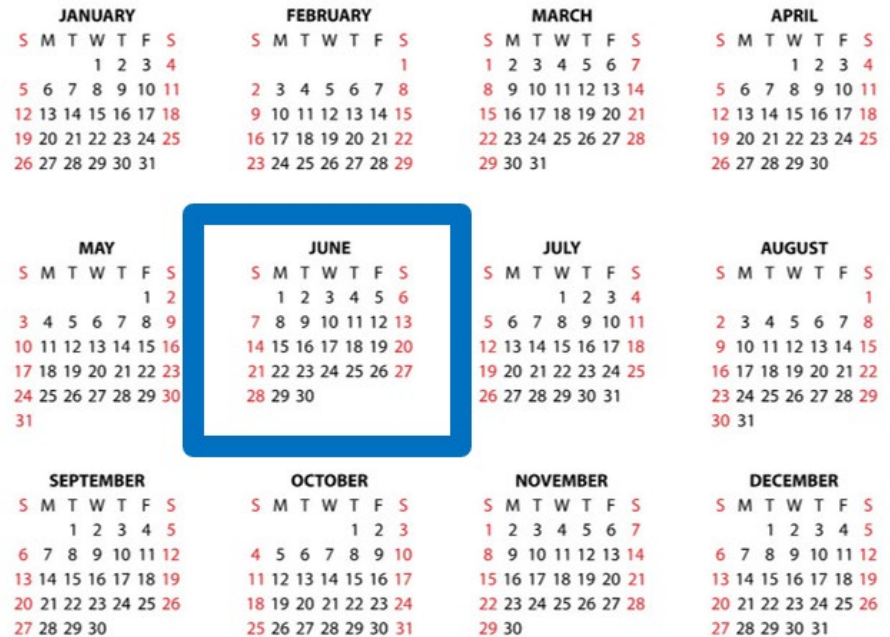 JANUARY
S M T W T F S
1 2 3 4
5 6 7 8 9 10 11
12 13 14 15 16 17 18
19 20 21 22 23 24 25
26 27 28 29 30 31
FEBRUARY
S M T W T F S
1
2 3 4 5 6 7 8
9 10 11 12 13 14 15
16 17 18 19 20 21 22
23 24 25 26 27 28 29
MARCH
S M T W T F S
1 2 3 4 5 6 7
8 9 10 11 12 13 14
15 16 17 18 19 20 21
22 23 24 25 26 27 28
29 30 31
APRIL
S M T W T F S
1 2 3 4
5 6 7 8 9 10 11
12 13 14 15 16 17 18
19 20 21 22 23 24 25
26 27 28 29 30
MAY
S M T W T F S
1 2
3 4 5 6 7 8 9
10 11 12 13 14 15 16
17 18 19 20 21 22 23
24 25 26 27 28 29 30
31
JUNE
S M T W T F S
1 2 3 4 5 6
7 8 9 10 11 12 13
14 15 16 17 18 19 20
21 22 23 24 25 26 27
28 29 30
JULY
S M T W T F S
1 2 3 4
5 6 7 8 9 10 11
12 13 14 15 16 17 18
19 20 21 22 23 24 25
26 27 28 29 30 31
AUGUST
S M T W T F S
1
2 3 4 5 6 7 8
9 10 11 12 13 14 15
16 17 18 19 20 21 22
23 24 25 26 27 28 29
30 31
SEPTEMBER
S M T W T F S
1 2 3 4 5
6 7 8 9 10 11 12
13 14 15 16 17 18 19
20 21 22 23 24 25 26
27 28 29 30
OCTOBER
S M T W T F S
1 2 3
4 5 6 7 8 9 10
11 12 13 14 15 16 17
18 19 20 21 22 23 24
25 26 27 28 29 30 31
NOVEMBER
S M T W T F S
1 2 3 4 5 6 7
8 9 10 11 12 13 14
15 16 17 18 19 20 21
22 23 24 25 26 27 28
29 30
DECEMBER
S M T W T F S
1 2 3 4 5
6 7 8 9 10 11 12
13 14 15 16 17 18 19
20 21 22 23 24 25 26
27 28 29 30 31